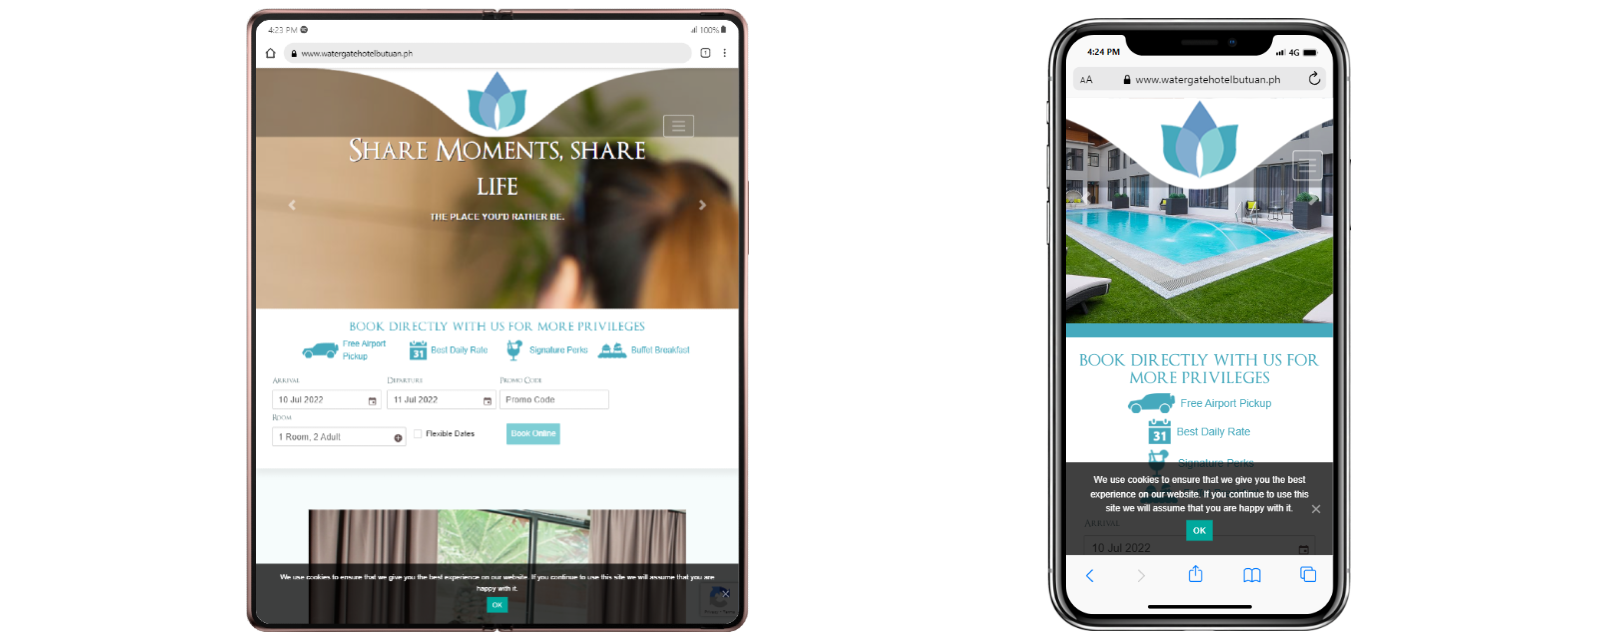 4:23 PM
100%
www.watergatehotelbutuan.ph
1
SHARE MOMENTS, SHARE
LIFE
THE PLACE YOU'D RATHER BE.
BOOK DIRECTLY WITH US FOR MORE PRIVILEGES
Free Airport
Pickup
31
Best Daily Rate
Signature Perks
Buffet Breakfast
ARRIVAL
DEPARTURE
PROMO CODE
10 Jul 2022
11 Jul 2022
Promo Code
ROOM
1 Room, 2 Adult
Flexible Dates
Book Online
We use cookies to ensure that we give you the best experience on our website. If you continue to use this site we will assume that you are
happy with it.
OK
4:24 PM
4G
AA
www.watergatehotelbutuan.ph
BOOK DIRECTLY WITH US FOR
MORE PRIVILEGES
Free Airport Pickup
31
Best Daily Rate
Signature Perks
We use cookies to ensure that we give you the best
experience on our website. If you continue to use this
site we will assume that you are happy with it.
OK
ARRIVAL
10 Jul 2022